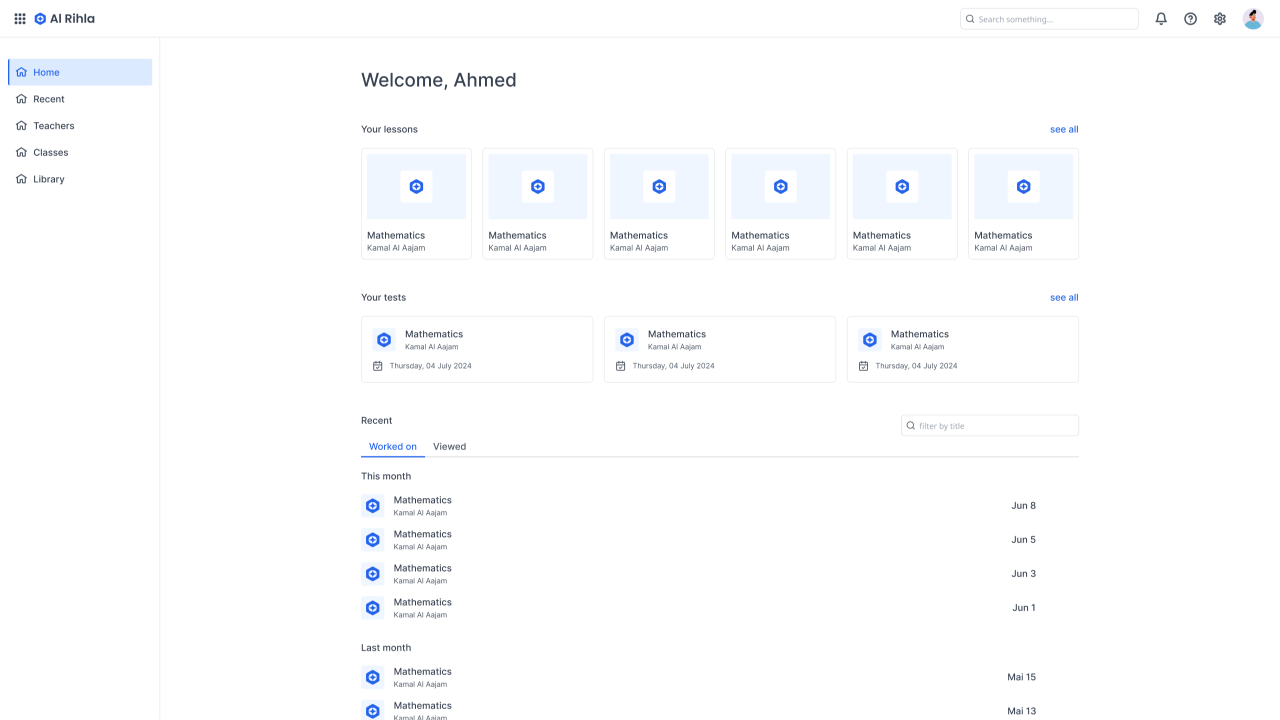 Al Rihla
Search something...
Home
Recent
Teachers
Classes
Library
Welcome, Ahmed
Your lessons
see all
Mathematics
Kamal Al Aajam
Mathematics
Kamal Al Aajam
Mathematics
Kamal Al Aajam
Mathematics
Kamal Al Aajam
Mathematics
Kamal Al Aajam
Mathematics
Kamal Al Aajam
Your tests
see all
Mathematics
Kamal Al Aajam
Thursday, 04 July 2024
Mathematics
Kamal Al Aajam
Thursday, 04 July 2024
Mathematics
Kamal Al Aajam
Thursday, 04 July 2024
Recent
filter by title
Worked on
Viewed
This month
Mathematics
Kamal Al Aajam
Jun 8
Mathematics
Kamal Al Aajam
Jun 5
Mathematics
Kamal Al Aajam
Jun 3
Mathematics
Kamal Al Aajam
Jun 1
Last month
Mathematics
Kamal Al Aajam
Mai 15
Mathematics
Kamal Al Aajam
Mai 13